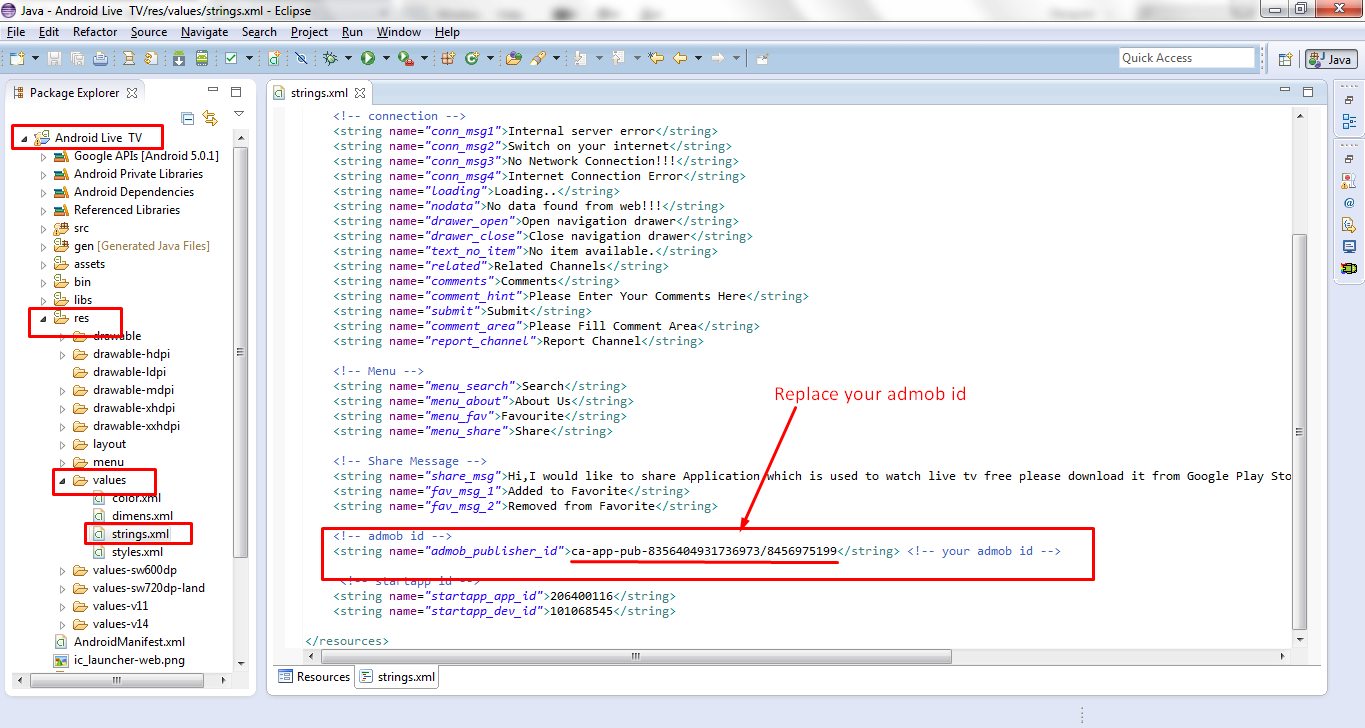 Java - Android Live  TV/res/values/strings.xml - Eclipse
File Edit Refactor Source Navigate Search Project Run Window Help
Quick Access
Java
Package Explorer
Android Live  TV
Google APIs [Android 5.0.1]
Android Private Libraries
Android Dependencies
Referenced Libraries
src
gen [Generated Java Files]
assets
bin
libs
res
drawable
drawable-hdpi
drawable-ldpi
drawable-mdpi
drawable-xhdpi
drawable-xxhdpi
layout
menu
values
color.xml
dimens.xml
strings.xml
styles.xml
values-sw600dp
values-sw720dp-land
values-v11
values-v14
AndroidManifest.xml
ic_launcher-web.png
strings.xml
<!-- connection -->
<string name="conn_msg1">Internal server error</string>
<string name="conn_msg2">Switch on your internet</string>
<string name="conn_msg3">No Network Connection!!!</string>
<string name="conn_msg4">Internet Connection Error</string>
<string name="loading">Loading..</string>
<string name="nodata">No data found from web!!!</string>
<string name="drawer_open">Open navigation drawer</string>
<string name="drawer_close">Close navigation drawer</string>
<string name="text_no_item">No item available.</string>
<string name="related">Related Channels</string>
<string name="comments">Comments</string>
<string name="comment_hint">Please Enter Your Comments Here</string>
<string name="submit">Submit</string>
<string name="comment_area">Please Fill Comment Area</string>
<string name="report_channel">Report Channel</string>
<!-- Menu -->
<string name="menu_search">Search</string>
<string name="menu_about">About Us</string>
<string name="menu_fav">Favourite</string>
<string name="menu_share">Share</string>
Replace your admob id
<!-- Share Message -->
<string name="share_msg">Hi,I would like to share Application which is used to watch live tv free please download it from Google Play Sto
<string name="fav_msg_1">Added to Favorite</string>
<string name="fav_msg_2">Removed from Favorite</string>
<!-- admob id -->
<string name="admob_publisher_id">ca-app-pub-8356404931736973/8456975199</string> <!-- your admob id -->
<!-- startapp id -->
<string name="startapp_app_id">206400116</string>
<string name="startapp_dev_id">101068545</string>
</resources>
Resources
strings.xml